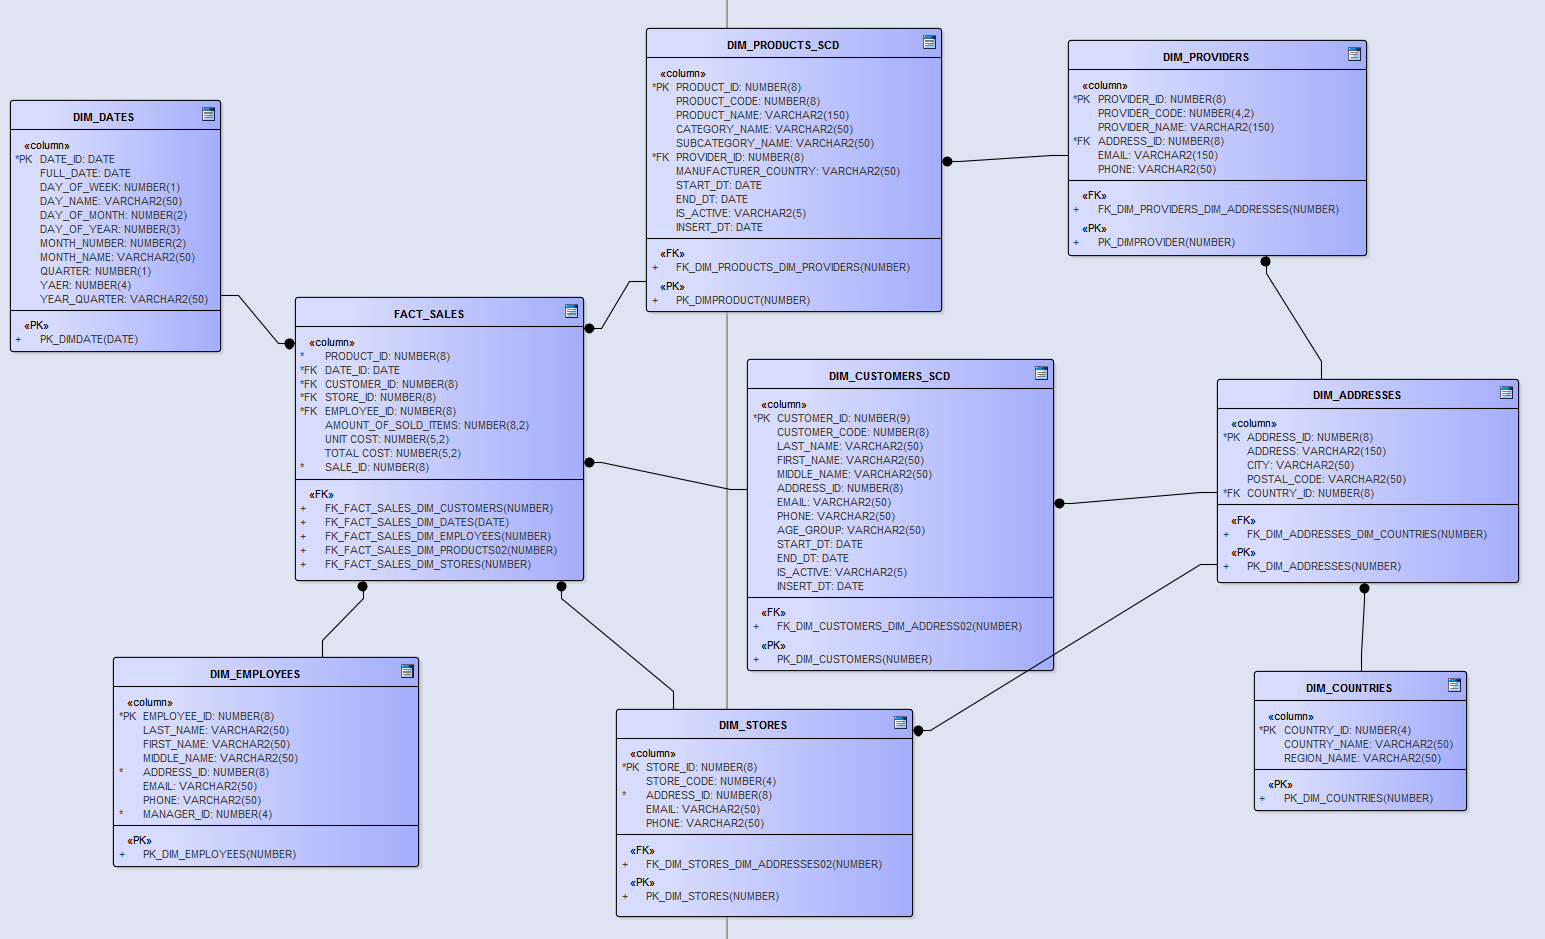 DIM_DATES
«column»
*PK DATE_ID: DATE
FULL_DATE: DATE
DAY_OF_WEEK: NUMBER(1)
DAY_NAME: VARCHAR2(50)
DAY_OF_MONTH: NUMBER(2)
DAY_OF_YEAR: NUMBER(3)
MONTH_NUMBER: NUMBER(2)
MONTH_NAME: VARCHAR2(50)
QUARTER: NUMBER(1)
YAER: NUMBER(4)
YEAR_QUARTER: VARCHAR2(50)
«PK»
+ PK_DIMDATE(DATE)
FACT_SALES
«column»
* PRODUCT_ID: NUMBER(8)
*FK DATE_ID: DATE
*FK CUSTOMER_ID: NUMBER(8)
*FK STORE_ID: NUMBER(8)
*FK EMPLOYEE_ID: NUMBER(8)
AMOUNT_OF_SOLD_ITEMS: NUMBER(8,2)
UNIT COST: NUMBER(5,2)
TOTAL COST: NUMBER(5,2)
* SALE_ID: NUMBER(8)
«FK»
+ FK_FACT_SALES_DIM_CUSTOMERS(NUMBER)
+ FK_FACT_SALES_DIM_DATES(DATE)
+ FK_FACT_SALES_DIM_EMPLOYEES(NUMBER)
+ FK_FACT_SALES_DIM_PRODUCTS02(NUMBER)
+ FK_FACT_SALES_DIM_STORES(NUMBER)
DIM_PRODUCTS_SCD
«column»
*PK PRODUCT_ID: NUMBER(8)
PRODUCT_CODE: NUMBER(8)
PRODUCT_NAME: VARCHAR2(150)
CATEGORY_NAME: VARCHAR2(50)
SUBCATEGORY_NAME: VARCHAR2(50)
*FK PROVIDER_ID: NUMBER(8)
MANUFACTURER_COUNTRY: VARCHAR2(50)
START_DT: DATE
END_DT: DATE
IS_ACTIVE: VARCHAR2(5)
INSERT_DT: DATE
«FK»
+ FK_DIM_PRODUCTS_DIM_PROVIDERS(NUMBER)
«PK»
+ PK_DIMPRODUCT(NUMBER)
DIM_PROVIDERS
«column»
*PK PROVIDER_ID: NUMBER(8)
PROVIDER_CODE: NUMBER(4,2)
PROVIDER_NAME: VARCHAR2(150)
*FK ADDRESS_ID: NUMBER(8)
EMAIL: VARCHAR2(150)
PHONE: VARCHAR2(50)
«FK»
+ FK_DIM_PROVIDERS_DIM_ADDRESSES(NUMBER)
«PK»
+ PK_DIMPROVIDER(NUMBER)
DIM_CUSTOMERS_SCD
«column»
*PK CUSTOMER_ID: NUMBER(9)
CUSTOMER_CODE: NUMBER(8)
LAST_NAME: VARCHAR2(50)
FIRST_NAME: VARCHAR2(50)
MIDDLE_NAME: VARCHAR2(50)
ADDRESS_ID: NUMBER(8)
EMAIL: VARCHAR2(50)
PHONE: VARCHAR2(50)
AGE_GROUP: VARCHAR2(50)
START_DT: DATE
END_DT: DATE
IS_ACTIVE: VARCHAR2(5)
INSERT_DT: DATE
«FK»
+ FK_DIM_CUSTOMERS_DIM_ADDRESS02(NUMBER)
«PK»
+ PK_DIM_CUSTOMERS(NUMBER)
DIM_ADDRESSES
«column»
*PK ADDRESS_ID: NUMBER(8)
ADDRESS: VARCHAR2(150)
CITY: VARCHAR2(50)
POSTAL_CODE: VARCHAR2(50)
*FK COUNTRY_ID: NUMBER(8)
«FK»
+ FK_DIM_ADDRESSES_DIM_COUNTRIES(NUMBER)
«PK»
+ PK_DIM_ADDRESSES(NUMBER)
DIM_EMPLOYEES
«column»
*PK EMPLOYEE_ID: NUMBER(8)
LAST_NAME: VARCHAR2(50)
FIRST_NAME: VARCHAR2(50)
MIDDLE_NAME: VARCHAR2(50)
* ADDRESS_ID: NUMBER(8)
EMAIL: VARCHAR2(50)
PHONE: VARCHAR2(50)
* MANAGER_ID: NUMBER(4)
«PK»
+ PK_DIM_EMPLOYEES(NUMBER)
DIM_STORES
«column»
*PK STORE_ID: NUMBER(8)
STORE_CODE: NUMBER(4)
* ADDRESS_ID: NUMBER(8)
EMAIL: VARCHAR2(50)
PHONE: VARCHAR2(50)
«FK»
+ FK_DIM_STORES_DIM_ADDRESSES02(NUMBER)
«PK»
+ PK_DIM_STORES(NUMBER)
DIM_COUNTRIES
«column»
*PK COUNTRY_ID: NUMBER(4)
COUNTRY_NAME: VARCHAR2(50)
REGION_NAME: VARCHAR2(50)
«PK»
+ PK_DIM_COUNTRIES(NUMBER)